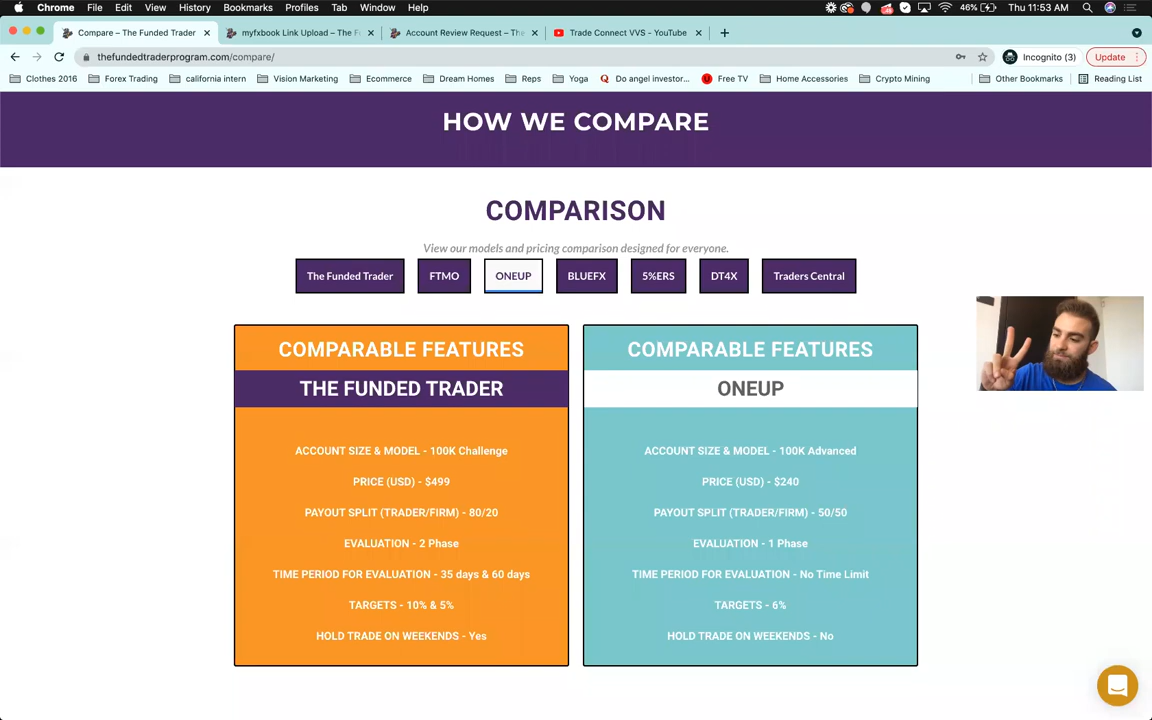 Chrome File Edit View History Bookmarks Profiles Tab Window Help 46% Thu 11:53 AM
Compare – The Funded Trader
myfxbook Link Upload – The F
Account Review Request – The
Trade Connect VVS - YouTube
thefundedtraderprogram.com/compare/
Incognito (3)
Update
Clothes 2016 Forex Trading california intern Vision Marketing Ecommerce Dream Homes Reps Yoga Do angel investor... Free TV Home Accessories Crypto Mining Other Bookmarks Reading List
HOW WE COMPARE
COMPARISON
View our models and pricing comparison designed for everyone.
The Funded Trader FTMO ONEUP BLUEFX 5%ERS DT4X Traders Central
COMPARABLE FEATURES
THE FUNDED TRADER
ACCOUNT SIZE & MODEL - 100K Challenge
PRICE (USD) - $499
PAYOUT SPLIT (TRADER/FIRM) - 80/20
EVALUATION - 2 Phase
TIME PERIOD FOR EVALUATION - 35 days & 60 days
TARGETS - 10% & 5%
HOLD TRADE ON WEEKENDS - Yes
COMPARABLE FEATURES
ONEUP
ACCOUNT SIZE & MODEL - 100K Advanced
PRICE (USD) - $240
PAYOUT SPLIT (TRADER/FIRM) - 50/50
EVALUATION - 1 Phase
TIME PERIOD FOR EVALUATION - No Time Limit
TARGETS - 6%
HOLD TRADE ON WEEKENDS - No